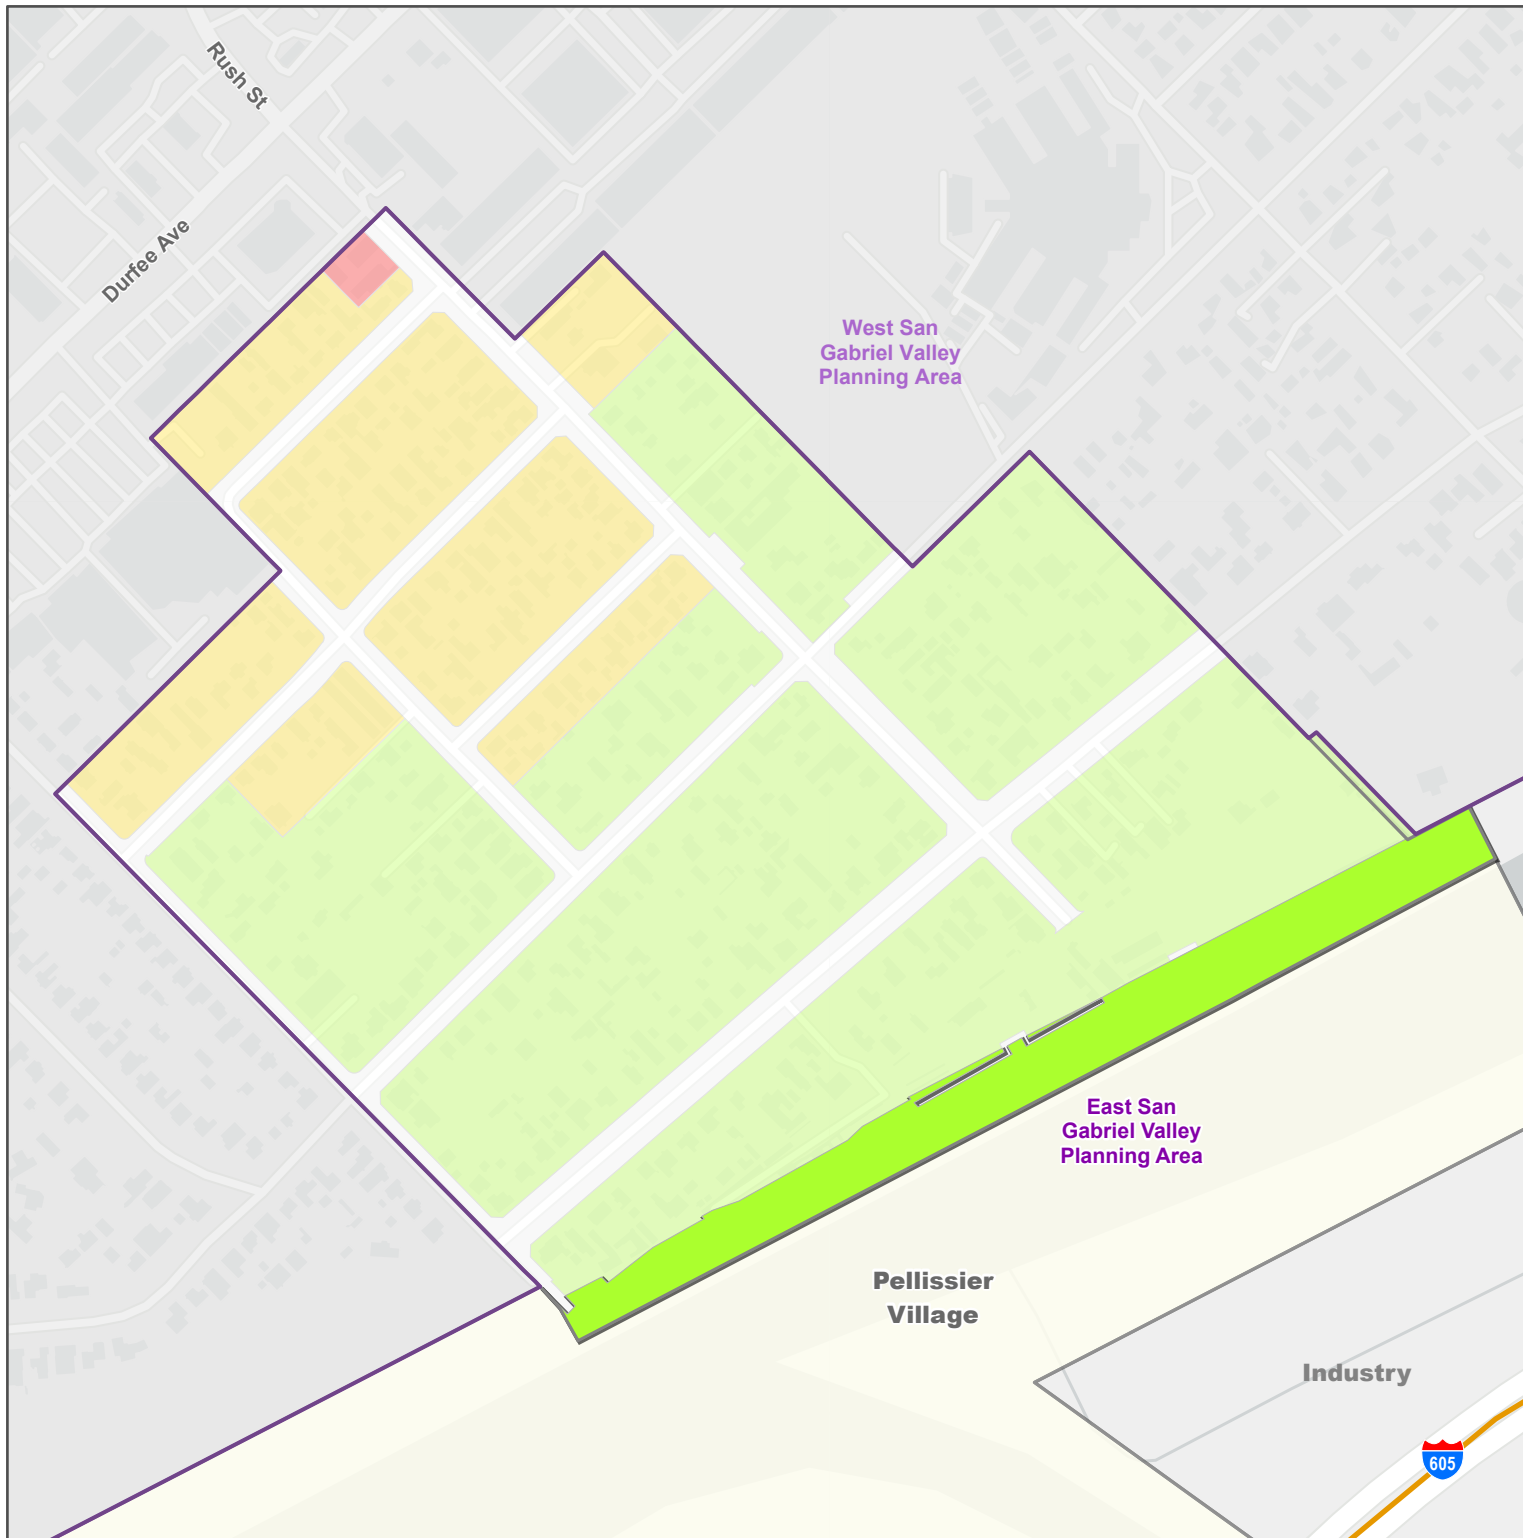 Rush St
Durfee Ave
West San
Gabriel Valley
Planning Area
East San
Gabriel Valley
Planning Area
Pellissier
Village
Industry
605